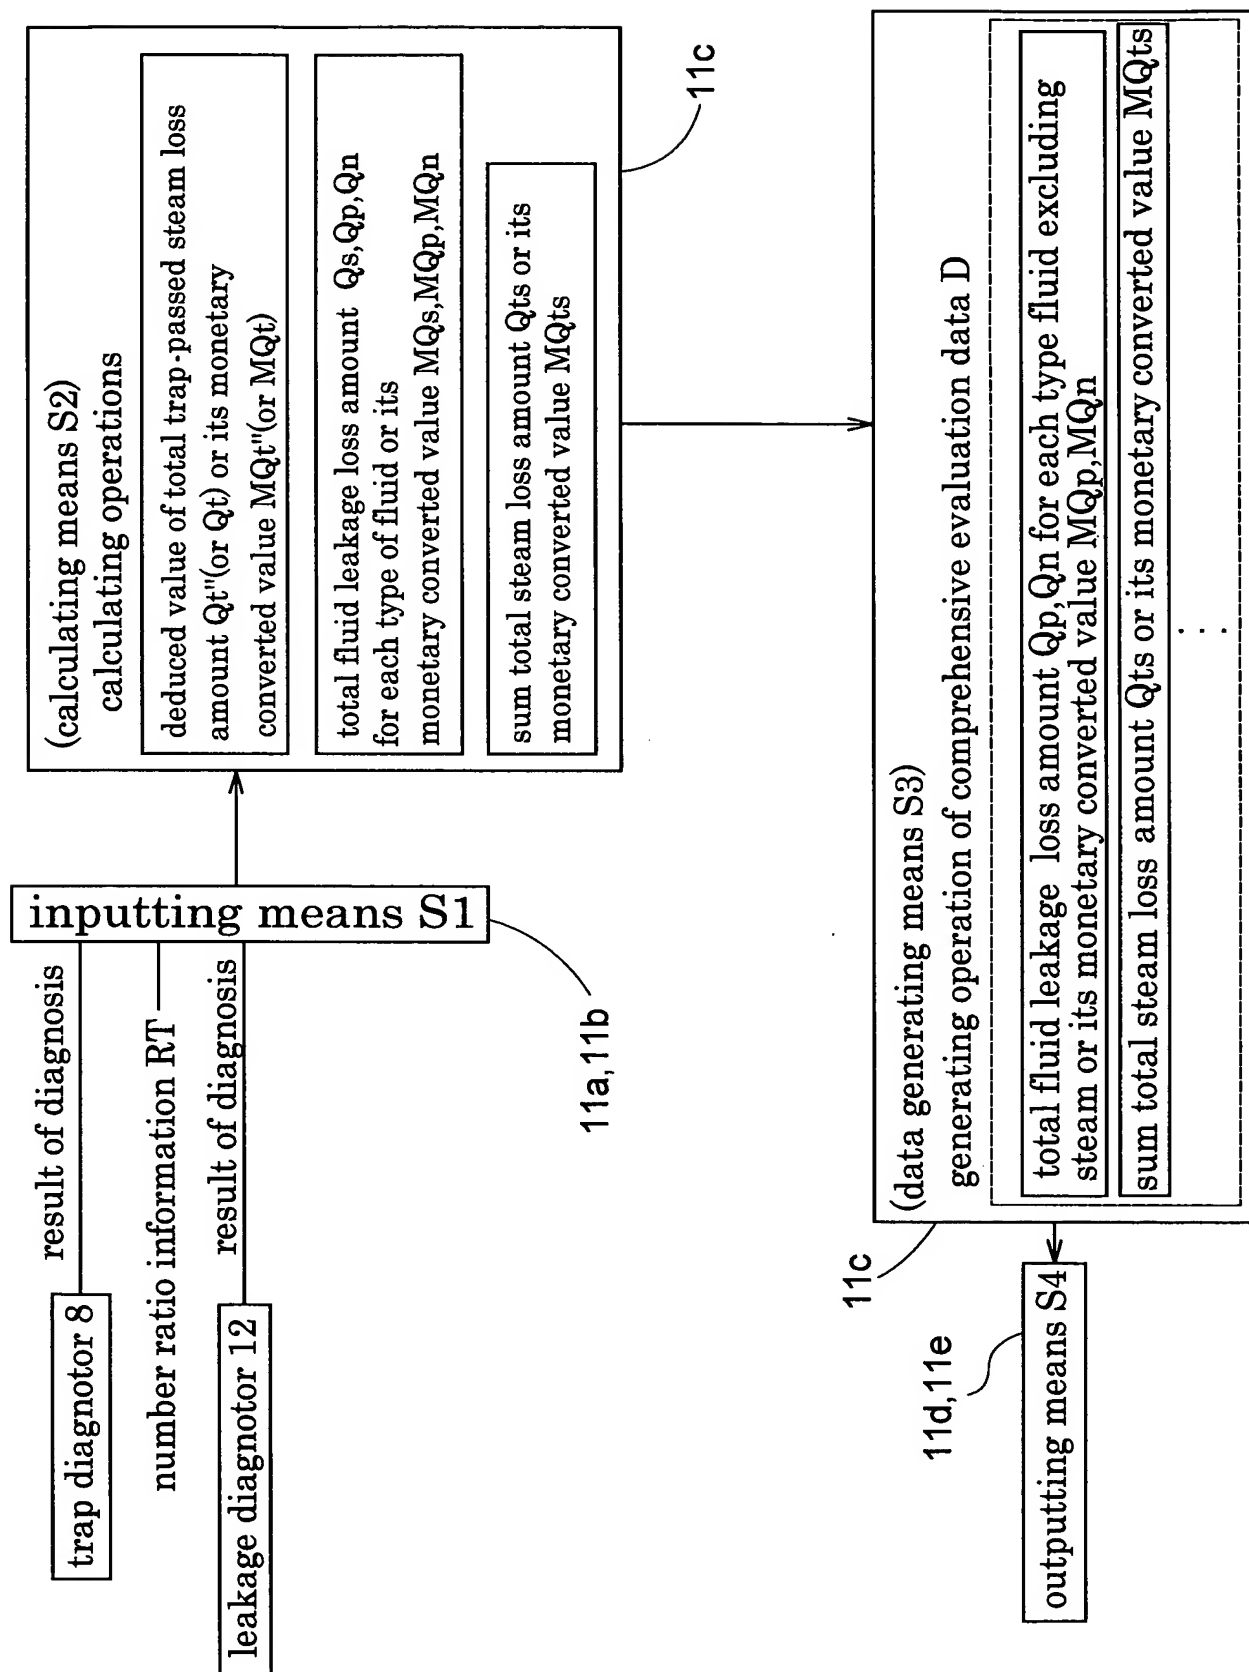 trap diagnotor 8
result of diagnosis
number ratio information RT
leakage diagnotor 12
result of diagnosis
inputting means S1
11a,11b
(calculating means S2)
calculating operations
deduced value of total trap-passed steam loss
amount Qt"(or Qt) or its monetary
converted value MQt"(or MQt)
total fluid leakage loss amount Qs,Qp,Qn
for each type of fluid or its
monetary converted value MQs,MQp,MQn
sum total steam loss amount Qts or its
monetary converted value MQts
11c
(data generating means S3)
generating operation of comprehensive evaluation data D
total fluid leakage loss amount Qp,Qn for each type fluid excluding
steam or its monetary converted value MQp,MQn
sum total steam loss amount Qts or its monetary converted value MQts
...
11c
outputting means S4
11d,11e